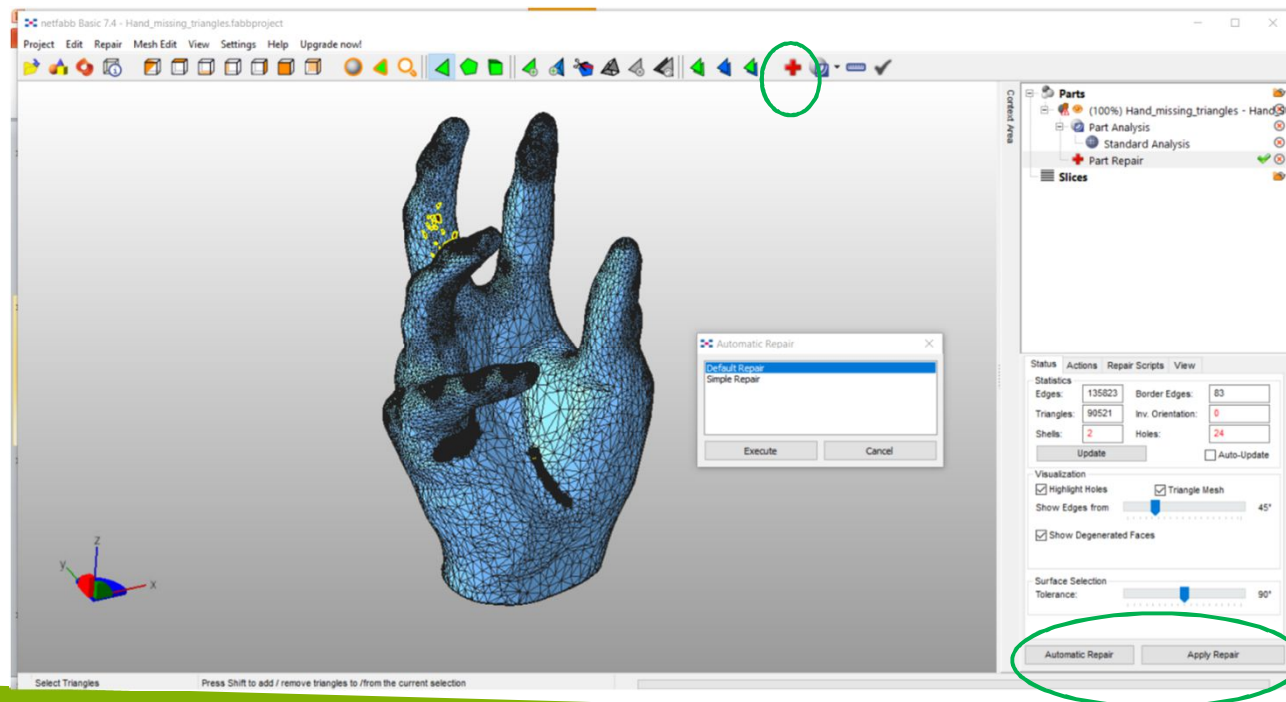 netfabb Basic 7.4 - Hand_missing_triangles.fabbproject
Project Edit Repair Mesh Edit View Settings Help Upgrade now!
Context Area
Parts
(100%) Hand_missing_triangles - Hand
Part Analysis
Standard Analysis
Part Repair
Slices
Automatic Repair
Default Repair
Simple Repair
Execute Cancel
Status Actions Repair Scripts View
Statistics
Edges: 135823 Border Edges: 83
Triangles: 90521 Inv. Orientation: 0
Shells: 2 Holes: 24
Update Auto-Update
Visualization
Highlight Holes Triangle Mesh
Show Edges from 45°
Show Degenerated Faces
Surface Selection
Tolerance: 90°
Automatic Repair Apply Repair
z
y
x
Select Triangles Press Shift to add / remove triangles to /from the current selection